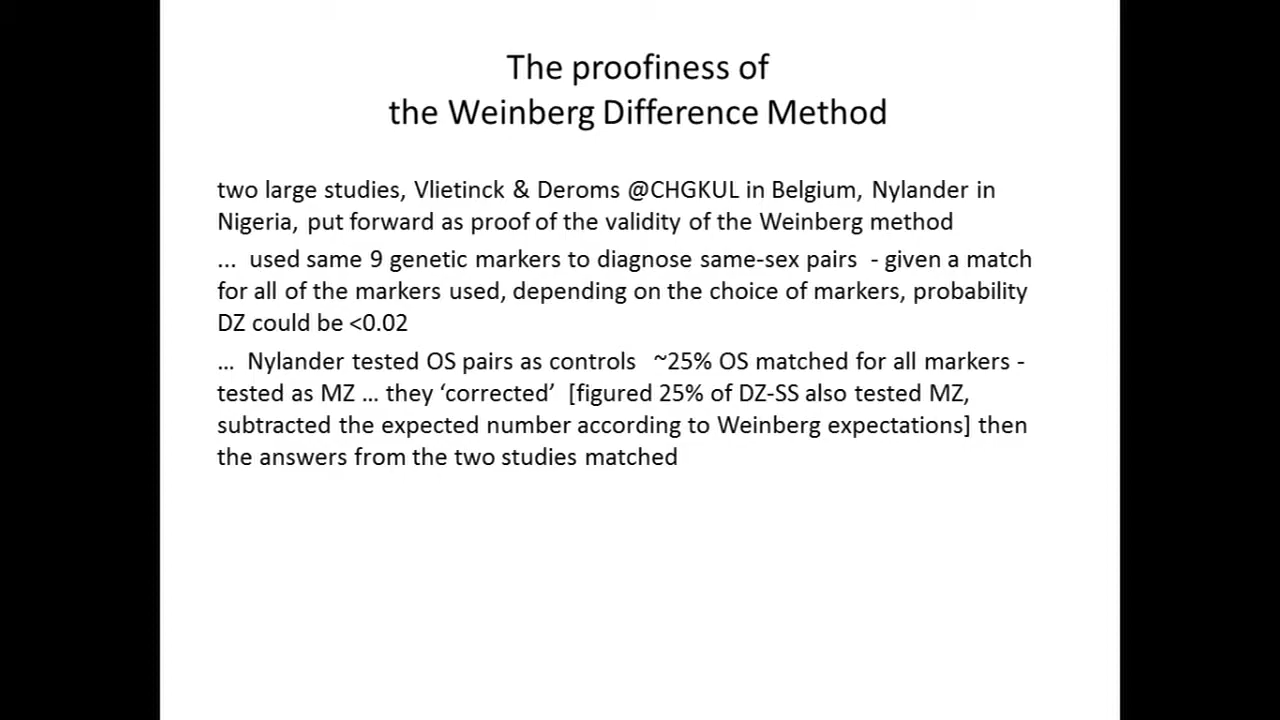 The proofiness of
the Weinberg Difference Method
two large studies, Vlietinck & Deroms @CHGKUL in Belgium, Nylander in
Nigeria, put forward as proof of the validity of the Weinberg method
... used same 9 genetic markers to diagnose same-sex pairs - given a match
for all of the markers used, depending on the choice of markers, probability
DZ could be <0.02
... Nylander tested OS pairs as controls ~25% OS matched for all markers -
tested as MZ ... they ‘corrected’ [figured 25% of DZ-SS also tested MZ,
subtracted the expected number according to Weinberg expectations] then
the answers from the two studies matched